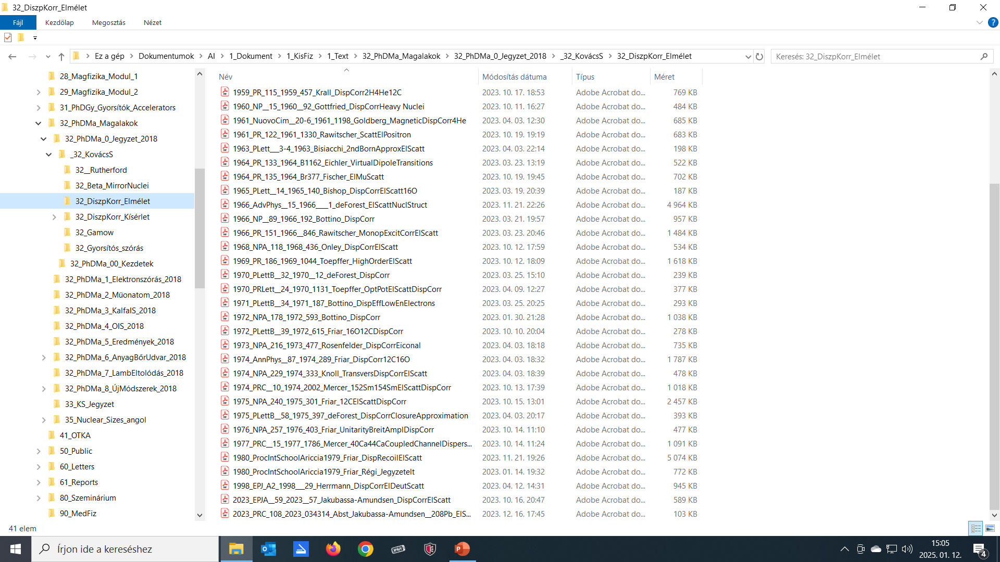 32_DiszpKorr_Elmélet
Fájl Kezdőlap Megosztás Nézet
Ez a gép Dokumentumok AI 1_Dokument 1_KisFiz 1_Text 32_PhDMa_Magalakok 32_PhDMa_0_Jegyzet_2018 _32_KovácsS 32_DiszpKorr_Elmélet
Keresés: 32_DiszpKorr_Elmélet
28_Magfizika_Modul_1
29_Magfizika_Modul_2
31_PhDGy_Gyorsítók_Accelerators
32_PhDMa_Magalakok
32_PhDMa_0_Jegyzet_2018
_32_KovácsS
32__Rutherford
32_Beta_MirrorNuclei
32_DiszpKorr_Elmélet
32_DiszpKorr_Kísérlet
32_Gamow
32_Gyorsítós_szórás
32_PhDMa_00_Kezdetek
32_PhDMa_1_Elektronszórás_2018
32_PhDMa_2_Müonatom_2018
32_PhDMa_3_KalfaIS_2018
32_PhDMa_4_OIS_2018
32_PhDMa_5_Eredmények_2018
32_PhDMa_6_AnyagBőrUdvar_2018
32_PhDMa_7_LambEltolódás_2018
32_PhDMa_8_ÚjMódszerek_2018
33_KS_Jegyzet
35_Nuclear_Sizes_angol
41_OTKA
50_Public
60_Letters
61_Reports
80_Szeminárium
90_MedFiz
Név Módosítás dátuma Típus Méret
1959_PR_115_1959_457_Krall_DispCorr2H4He12C 2023. 10. 17. 18:53 Adobe Acrobat do... 769 KB
1960_NP__15_1960__92_Gottfried_DispCorrHeavy Nuclei 2023. 10. 11. 16:27 Adobe Acrobat do... 484 KB
1961_NuovoCim__20-6_1961_1198_Goldberg_MagneticDispCorr4He 2023. 04. 03. 12:30 Adobe Acrobat do... 685 KB
1961_PR_122_1961_1330_Rawitscher_ScattElPositron 2023. 10. 19. 19:19 Adobe Acrobat do... 683 KB
1963_PLett___3-4_1963_Bisiacchi_2ndBornApproxElScatt 2023. 04. 03. 22:14 Adobe Acrobat do... 198 KB
1964_PR_133_1964_B1162_Eichler_VirtualDipoleTransitions 2023. 03. 23. 13:19 Adobe Acrobat do... 522 KB
1964_PR_135_1964_Br377_Fischer_ElMuScatt 2023. 10. 19. 19:45 Adobe Acrobat do... 702 KB
1965_PLett__14_1965_140_Bishop_DispCorrElScatt16O 2023. 03. 19. 20:39 Adobe Acrobat do... 187 KB
1966_AdvPhys__15_1966____1_deForest_ElScattNuclStruct 2023. 11. 21. 22:26 Adobe Acrobat do... 4 964 KB
1966_NP__89_1966_192_Bottino_DispCorr 2023. 03. 21. 19:57 Adobe Acrobat do... 957 KB
1966_PR_151_1966__846_Rawitscher_MonopExcitCorrElScatt 2023. 03. 23. 20:46 Adobe Acrobat do... 1 484 KB
1968_NPA_118_1968_436_Onley_DispCorrElScatt 2023. 10. 12. 17:59 Adobe Acrobat do... 534 KB
1969_PR_186_1969_1044_Toepffer_HighOrderElScatt 2023. 10. 12. 18:09 Adobe Acrobat do... 1 618 KB
1970_PLettB__32_1970__12_deForest_DispCorr 2023. 03. 25. 15:10 Adobe Acrobat do... 239 KB
1970_PRLett__24_1970_1131_Toepffer_OptPotElScattDispCorr 2023. 04. 09. 12:27 Adobe Acrobat do... 377 KB
1971_PLettB__34_1971_187_Bottino_DispEffLowEnElectrons 2023. 03. 25. 20:25 Adobe Acrobat do... 293 KB
1972_NPA_178_1972_593_Bottino_DispCorr 2023. 01. 30. 21:28 Adobe Acrobat do... 1 038 KB
1972_PLettB__39_1972_615_Friar_16O12CDispCorr 2023. 10. 10. 20:04 Adobe Acrobat do... 278 KB
1973_NPA_216_1973_477_Rosenfelder_DispCorrEiconal 2023. 04. 03. 18:18 Adobe Acrobat do... 735 KB
1974_AnnPhys__87_1974_289_Friar_DispCorr12C16O 2023. 04. 03. 18:32 Adobe Acrobat do... 1 787 KB
1974_NPA_229_1974_333_Knoll_TransversDispCorrElScatt 2023. 04. 03. 18:39 Adobe Acrobat do... 478 KB
1974_PRC__10_1974_2002_Mercer_152Sm154SmElScattDispCorr 2023. 10. 13. 17:39 Adobe Acrobat do... 1 018 KB
1975_NPA_240_1975_301_Friar_12CElScattDispCorr 2023. 10. 15. 13:01 Adobe Acrobat do... 2 457 KB
1975_PLettB__58_1975_397_deForest_DispCorrClosureApproximation 2023. 04. 03. 20:17 Adobe Acrobat do... 393 KB
1976_NPA_257_1976_403_Friar_UnitarityBreitAmplDispCorr 2023. 10. 14. 11:10 Adobe Acrobat do... 477 KB
1977_PRC__15_1977_1786_Mercer_40Ca44CaCoupledChannelDispers... 2023. 10. 14. 11:24 Adobe Acrobat do... 1 091 KB
1980_ProcIntSchoolAriccia1979_Friar_DispRecoilElScatt 2023. 11. 21. 19:26 Adobe Acrobat do... 5 074 KB
1980_ProcIntSchoolAriccia1979_Friar_Régi_Jegyzetelt 2023. 01. 14. 19:32 Adobe Acrobat do... 772 KB
1998_EPJ_A2_1998___29_Herrmann_DispCorrElDeutScatt 2023. 04. 12. 14:31 Adobe Acrobat do... 945 KB
2023_EPJA__59_2023__57_Jakubassa-Amundsen_DispCorrElScatt 2023. 10. 16. 20:47 Adobe Acrobat do... 589 KB
2023_PRC_108_2023_034314_Abst_Jakubassa-Amundsen__208Pb_ElS... 2023. 12. 16. 17:45 Adobe Acrobat do... 103 KB
41 elem
Írjon ide a kereséshez
15:05
2025. 01. 12.
4